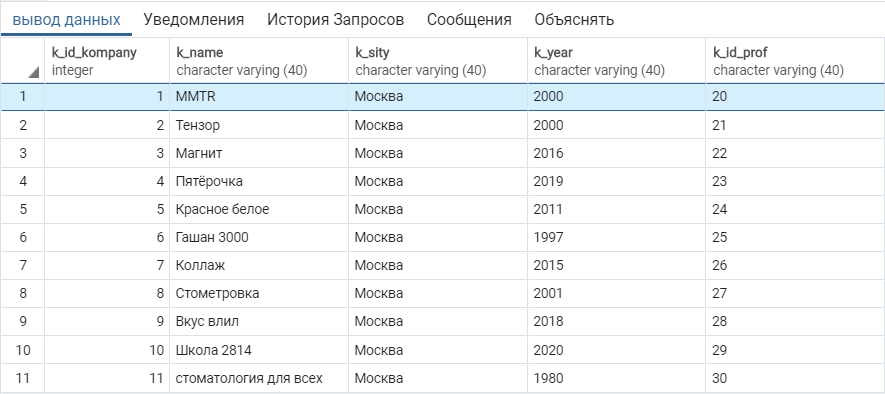 вывод данных Уведомления История Запросов Сообщения Объяснять
k_id_kompany k_name k_sity k_year k_id_prof
integer character varying (40) character varying (40) character varying (40) character varying (40)
1 1 MMTR Москва 2000 20
2 2 Тензор Москва 2000 21
3 3 Магнит Москва 2016 22
4 4 Пятёрочка Москва 2019 23
5 5 Красное белое Москва 2011 24
6 6 Гашан 3000 Москва 1997 25
7 7 Коллаж Москва 2015 26
8 8 Стометровка Москва 2001 27
9 9 Вкус влил Москва 2018 28
10 10 Школа 2814 Москва 2020 29
11 11 стоматология для всех Москва 1980 30